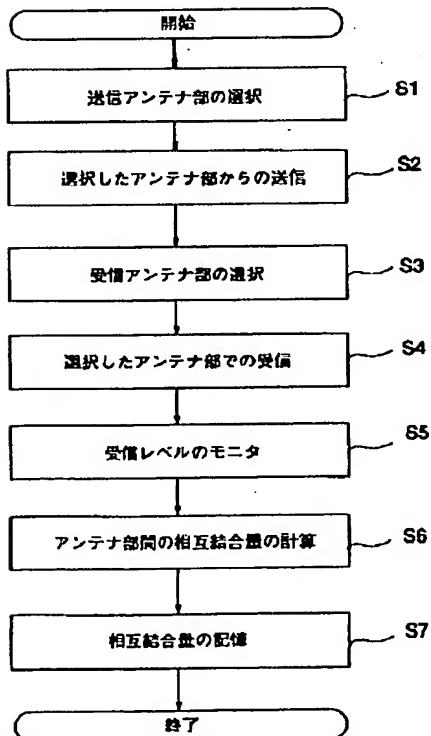 開始
送信アンテナ部の選択
S1
選択したアンテナ部からの送信
S2
受信アンテナ部の選択
S3
選択したアンテナ部での受信
S4
受信レベルのモニタ
S5
アンテナ部間の相互結合量の計算
S6
相互結合量の記憶
S7
終了